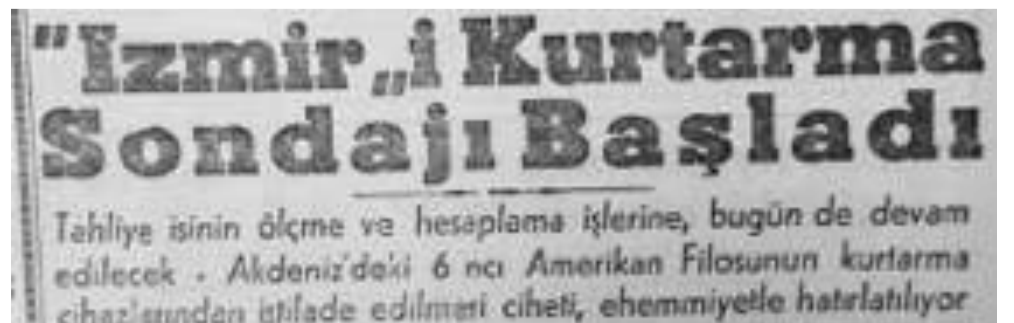 "Izmir„i Kurtarma
Sondajı Başladı
Tahliye isinin ölçme ve hesaplama işlerine, bugün de devam
edilecek - Akdeniz'deki 6 ncı Amerikan Filosunun kurtarma
cihazlarından istifade edilmesi ciheti, ehemmiyetle hatırlatılıyor